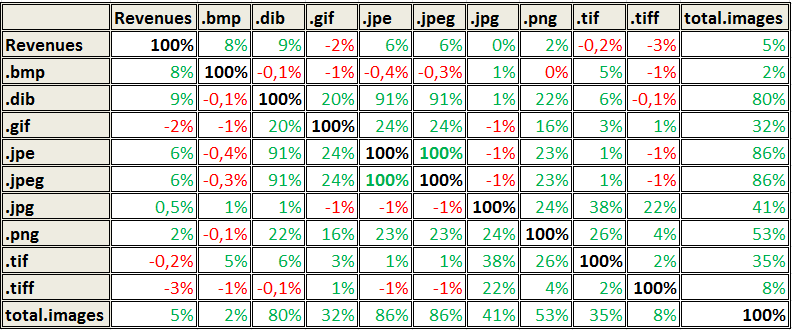 Revenues .bmp .dib .gif .jpe .jpeg .jpg .png .tif .tiff total.images
Revenues 100% 8% 9% -2% 6% 6% 0% 2% -0,2% -3% 5%
.bmp 8% 100% -0,1% -1% -0,4% -0,3% 1% 0% 5% -1% 2%
.dib 9% -0,1% 100% 20% 91% 91% 1% 22% 6% -0,1% 80%
.gif -2% -1% 20% 100% 24% 24% -1% 16% 3% 1% 32%
.jpe 6% -0,4% 91% 24% 100% 100% -1% 23% 1% -1% 86%
.jpeg 6% -0,3% 91% 24% 100% 100% -1% 23% 1% -1% 86%
.jpg 0,5% 1% 1% -1% -1% -1% 100% 24% 38% 22% 41%
.png 2% -0,1% 22% 16% 23% 23% 24% 100% 26% 4% 53%
.tif -0,2% 5% 6% 3% 1% 1% 38% 26% 100% 2% 35%
.tiff -3% -1% -0,1% 1% -1% -1% 22% 4% 2% 100% 8%
total.images 5% 2% 80% 32% 86% 86% 41% 53% 35% 8% 100%